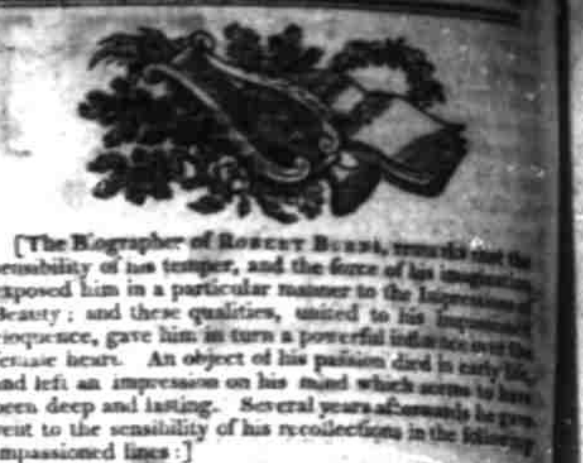 [The Biographer of ROBERT BURNS, remarks that the
sensibility of his temper, and the force of his imagination
exposed him in a particular manner to the Impressions of
Beauty; and these qualities, united to his impassioned
eloquence, gave him in turn a powerful influence over the
female heart. An object of his passion died in early life,
and left an impression on his mind which seems to have
been deep and lasting. Several years afterwards he gave
vent to the sensibility of his recollections in the following
impassioned lines:]